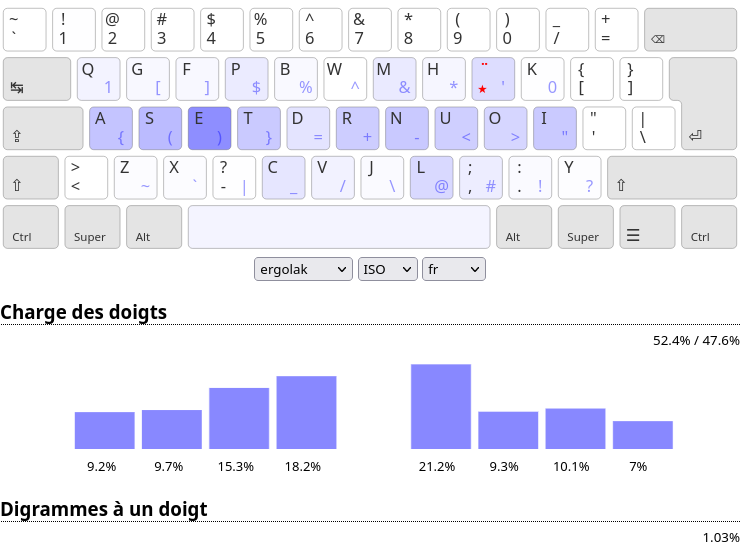 ~ ! @ # $ % ^ & * ( ) _ +
` 1 2 3 4 5 6 7 8 9 0 / = ⌫
↹ Q G F P B W M H ¨ K { }
1 [ ] $ % ^ & * ★ ' 0 [ ]
⇪ A S E T D R N U O I " | ⏎
{ ( ) } = + - < > " ' \
⇧ > Z X ? C V J L ; : Y ⇧
< ~ ` - | _ / \ @ , # . ! ?
Ctrl Super Alt Alt Super ☰ Ctrl
ergolak ISO fr
Charge des doigts
52.4% / 47.6%
9.2% 9.7% 15.3% 18.2% 21.2% 9.3% 10.1% 7%
Digrammes à un doigt
1.03%